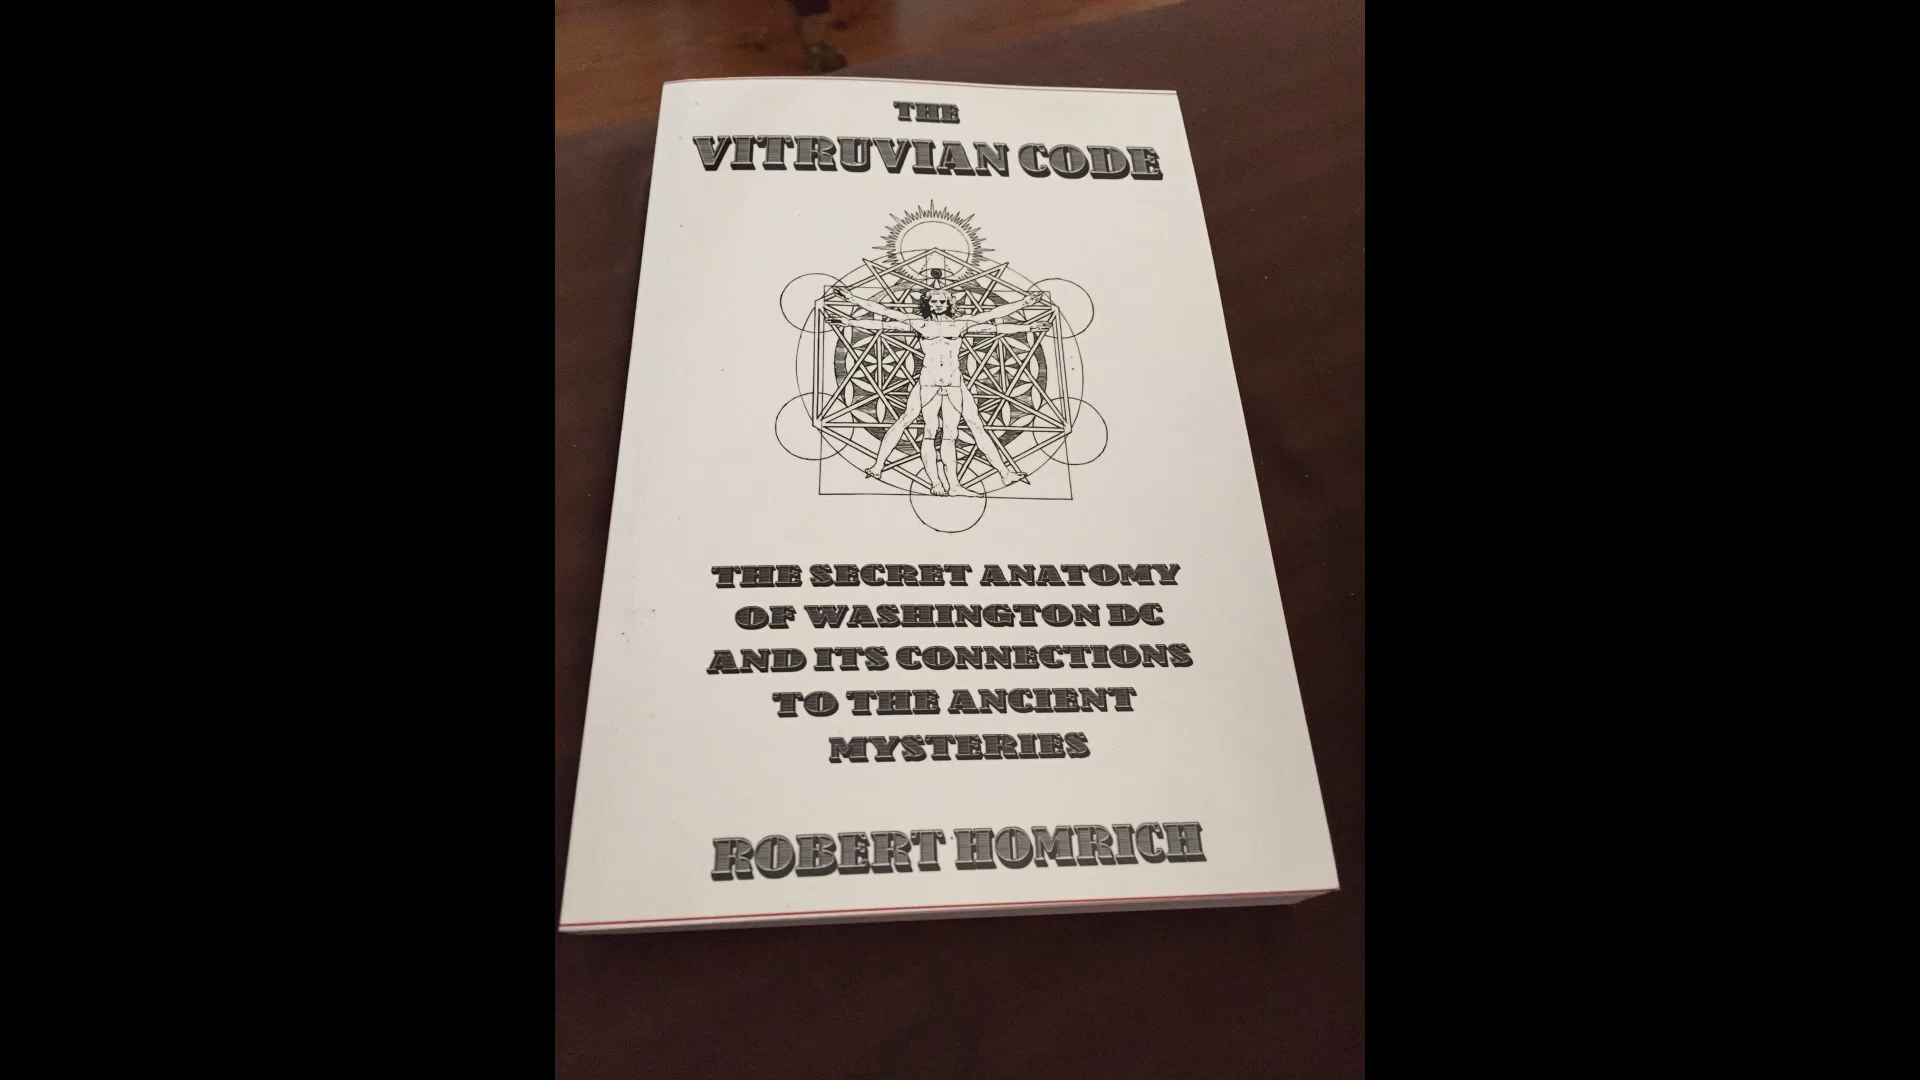 THE
VITRUVIAN CODE
THE SECRET ANATOMY
OF WASHINGTON DC
AND ITS CONNECTIONS
TO THE ANCIENT
MYSTERIES
ROBERT HOMRICH